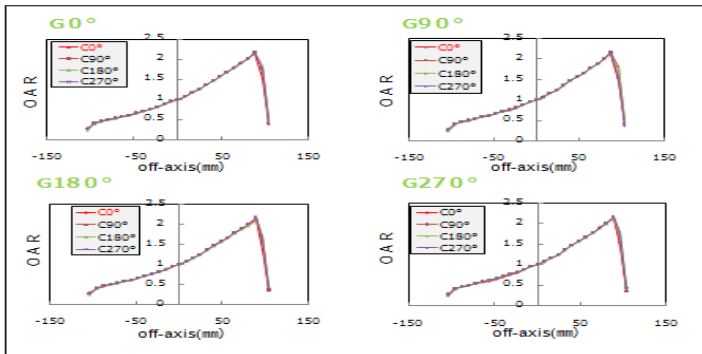 G0°
2.5
C0°
C90°
C180°
C270°
2
1.5
1
0.5
0
OAR
-150
-50
50
150
off-axis(mm)
G90°
2.5
C0°
C90°
C180°
C270°
2
1.5
1
0.5
0
OAR
-150
-50
50
150
off-axis(mm)
G180°
2.5
C0°
C90°
C180°
C270°
2
1.5
1
0.5
0
OAR
-150
-50
50
150
off-axis(mm)
G270°
2.5
C0°
C90°
C180°
C270°
2
1.5
1
0.5
0
OAR
-150
-50
50
150
off-axis(mm)